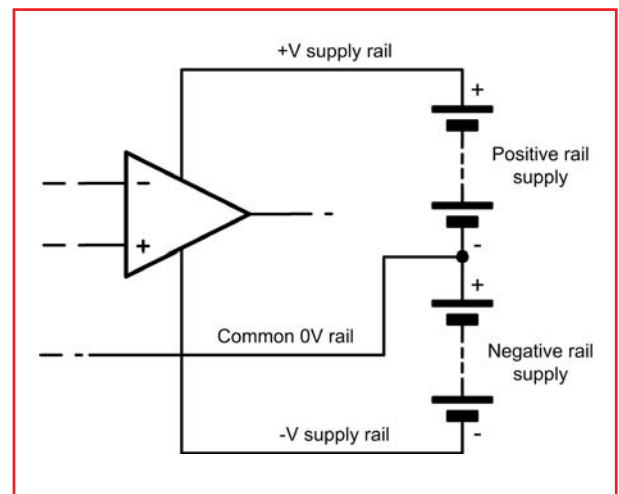 +V supply rail
+
Positive rail
supply
-
+
-
+
Common 0V rail
Negative rail
supply
-V supply rail
-